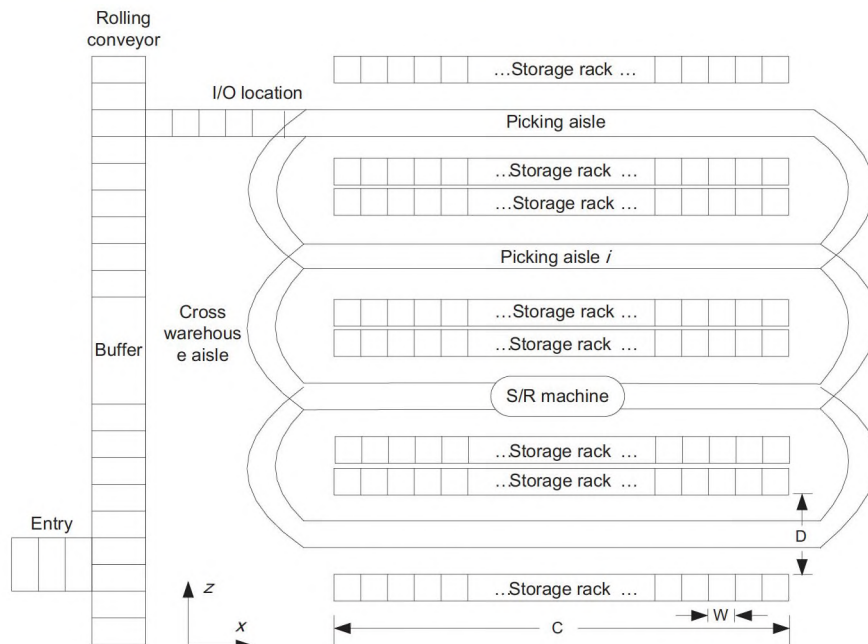 Rolling
conveyor
...Storage rack ...
I/O location
Picking aisle
...Storage rack ...
...Storage rack ...
Picking aisle i
Cross
warehous
e aisle
...Storage rack ...
...Storage rack ...
Buffer
S/R machine
...Storage rack ...
...Storage rack ...
Entry
D
...Storage rack ...
z
W
x
C